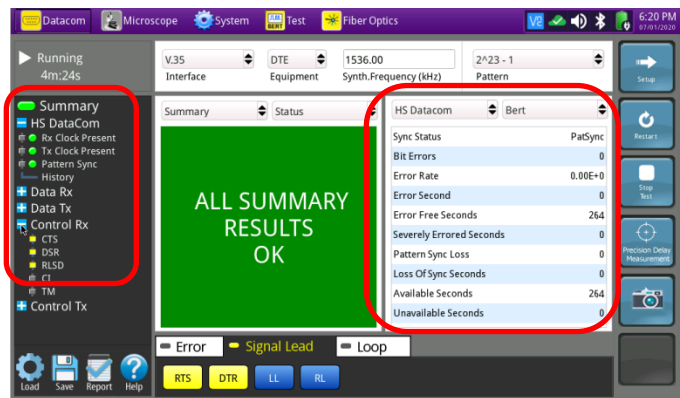 Datacom
Microscope
System
Test
Fiber Optics
V2
6:20 PM
07/01/2020
Running
4m:24s
V.35
DTE
1536.00
2^23 - 1
Interface
Equipment
Synth.Frequency (kHz)
Pattern
Setup
Summary
HS DataCom
Rx Clock Present
Tx Clock Present
Pattern Sync
History
Data Rx
Data Tx
Control Rx
CTS
DSR
RLSD
CI
TM
Control Tx
Summary
Status
ALL SUMMARY
RESULTS
OK
HS Datacom
Bert
Sync Status PatSync
Bit Errors 0
Error Rate 0.00E+0
Error Second 0
Error Free Seconds 264
Severely Errored Seconds 0
Pattern Sync Loss 0
Loss Of Sync Seconds 0
Available Seconds 264
Unavailable Seconds 0
Restart
Stop
Test
Precision Delay
Measurement
Error
Signal Lead
Loop
RTS
DTR
LL
RL
Load
Save
Report
Help